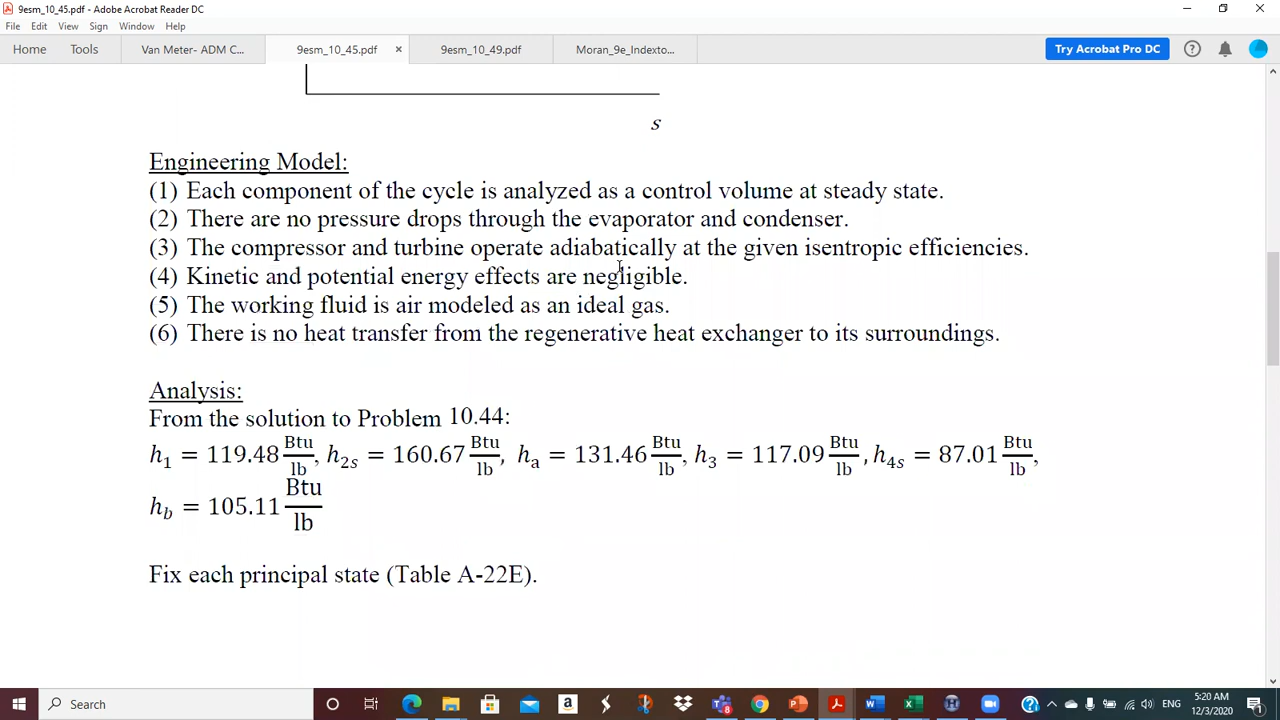 9esm_10_45.pdf - Adobe Acrobat Reader DC
File Edit View Sign Window Help
Home Tools Van Meter- ADM C... 9esm_10_45.pdf × 9esm_10_49.pdf Moran_9e_Indexto... Try Acrobat Pro DC
s
Engineering Model:
(1) Each component of the cycle is analyzed as a control volume at steady state.
(2) There are no pressure drops through the evaporator and condenser.
(3) The compressor and turbine operate adiabatically at the given isentropic efficiencies.
(4) Kinetic and potential energy effects are negligible.
(5) The working fluid is air modeled as an ideal gas.
(6) There is no heat transfer from the regenerative heat exchanger to its surroundings.
Analysis:
From the solution to Problem 10.44:
h₁ = 119.48 Btu/lb, h₂ₛ = 160.67 Btu/lb, hₐ = 131.46 Btu/lb, h₃ = 117.09 Btu/lb, h₄ₛ = 87.01 Btu/lb,
h_b = 105.11 Btu/lb
Fix each principal state (Table A-22E).
Search ENG 5:20 AM
12/3/2020